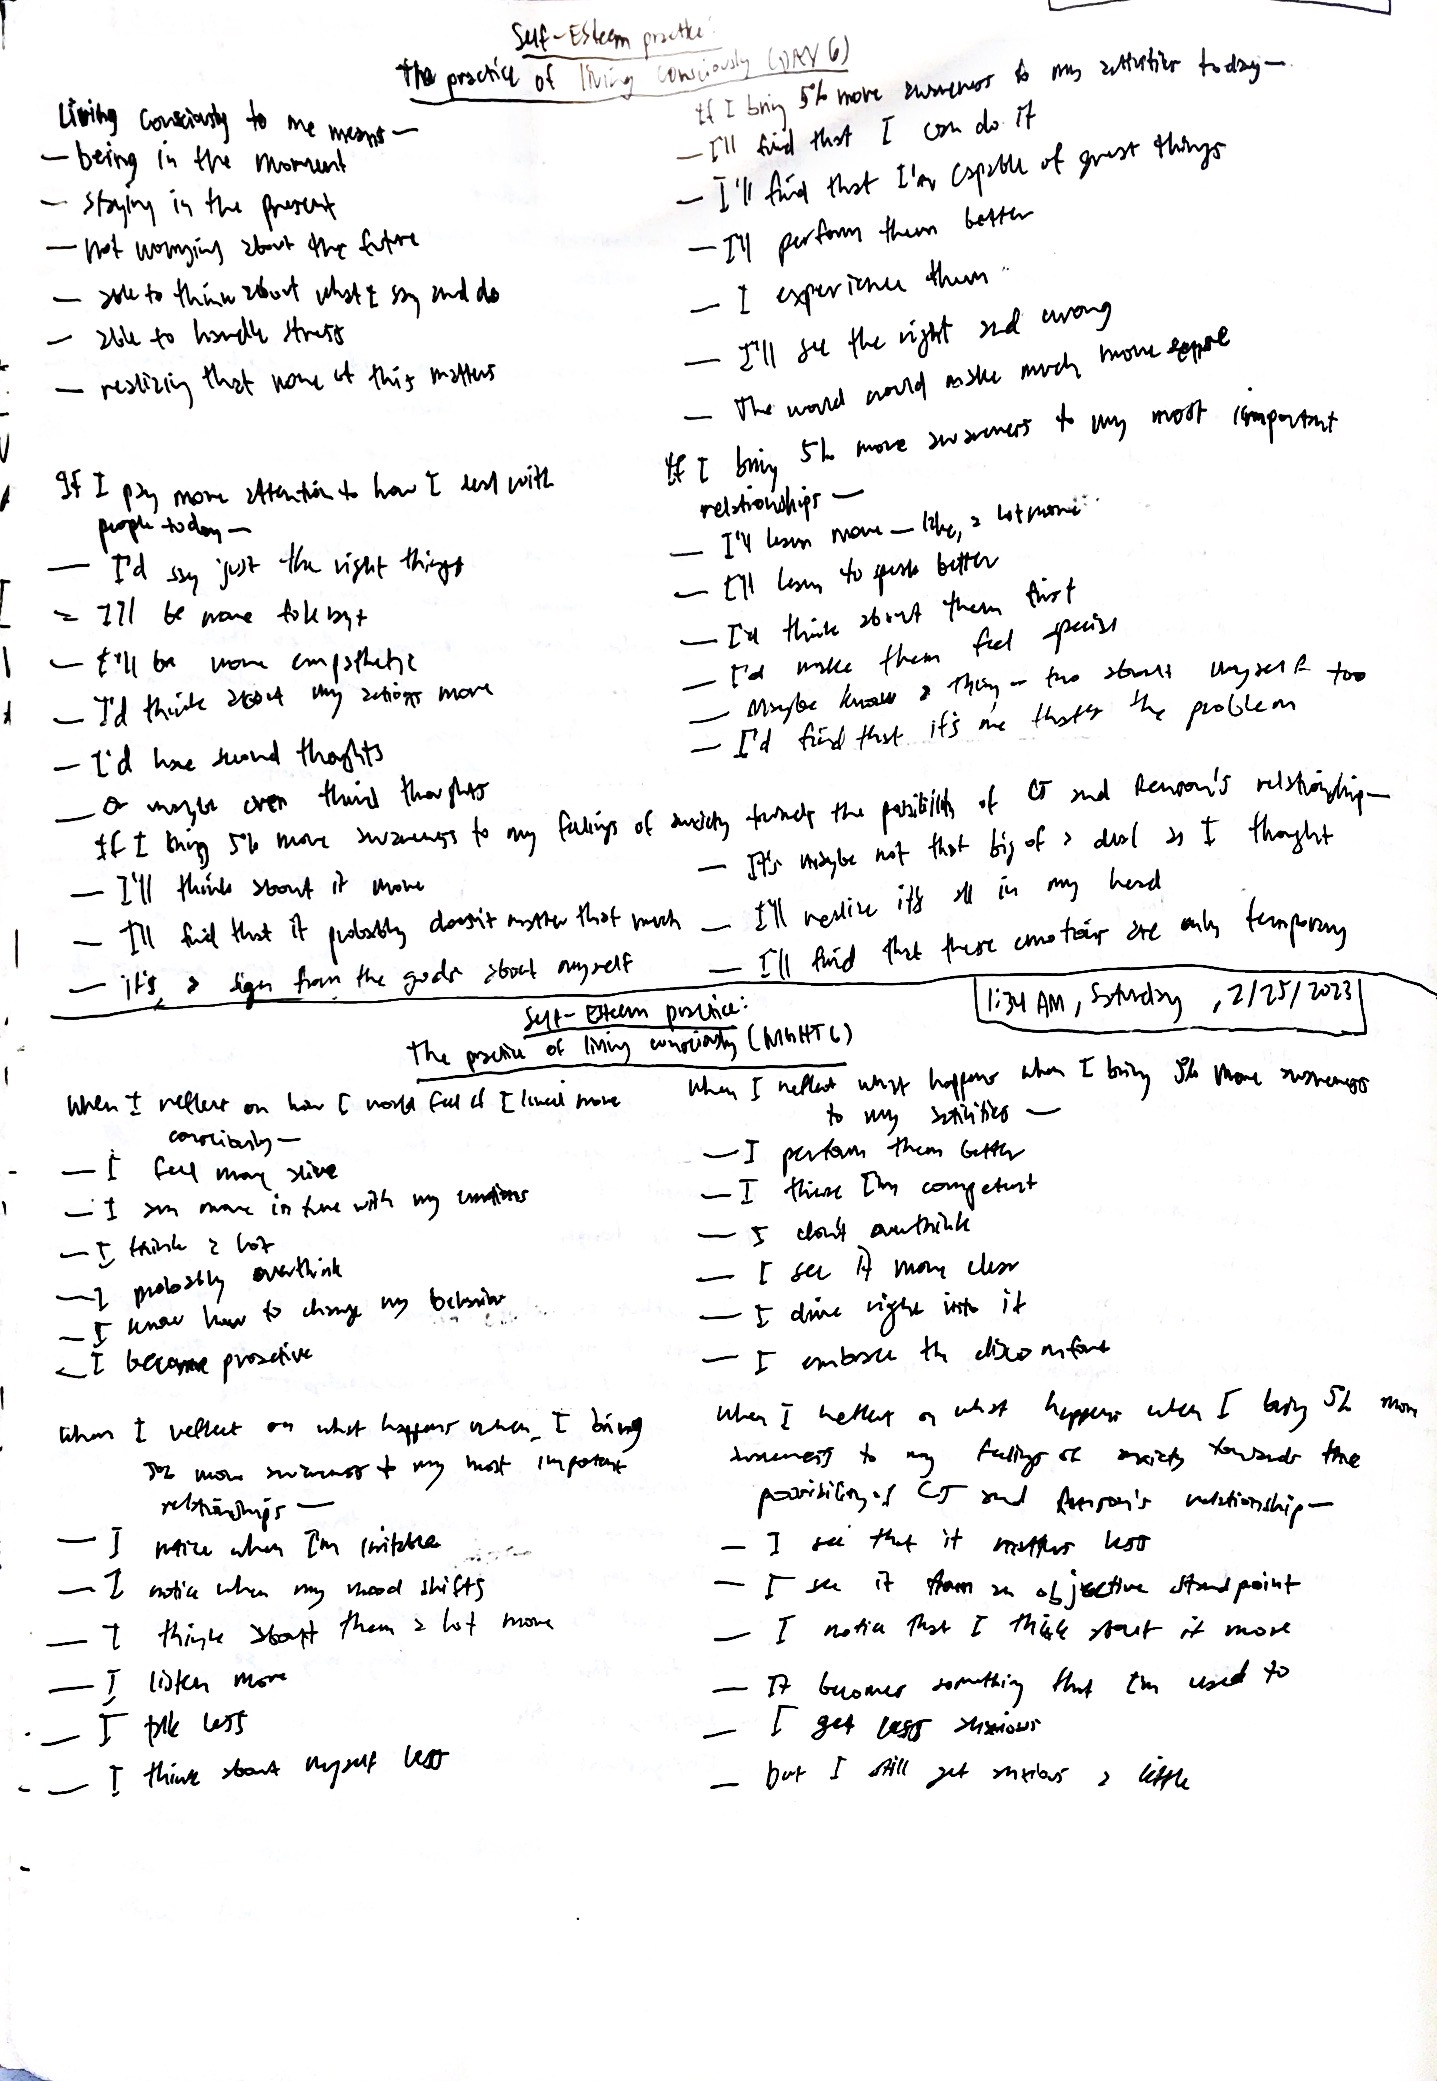 Self-Esteem practice:
The practice of living consciously (DAY 6)
Living consciously to me means—
— being in the moment
— staying in the present
— not worrying about the future
— able to think about what I say and do
— able to handle stress
— realizing that none of this matters
If I bring 5% more awareness to my activities today—
— I'll find that I can do it
— I'll find that I'm capable of great things
— I'll perform them better
— I experience them
— I'll see the right and wrong
— The world would make much more
If I pay more attention to how I deal with
people today—
— I'd say just the right things
— I'll be more tolerant
— I'll be more empathetic
— I'd think about my actions more
— I'd have second thoughts
— or maybe even third thoughts
If I bring 5% more awareness to my most important
relationships —
— I'll learn more — like, a lot more
— I'll learn to speak better
— I'd think about them first
— I'd make them feel special
— Maybe know a thing-two about myself too
— I'd find that it's me that's the problem
If I bring 5% more awareness to my feelings of anxiety towards the possibility of CJ and 's relationship—
— I'll think about it more
— I'll find that it probably doesn't matter that much
— it's a sign from the gods about myself
— It's maybe not that big of a deal as I thought
— I'll realize it's all in my head
— I'll find that these emotions are only temporary
1:34 AM, Saturday, 2/25/2023
Self-Esteem practice:
The practice of living consciously (NIGHT 6)
When I reflect on how I would feel if I lived more
consciously—
— I feel more alive
— I am more in tune with my emotions
— I think a lot
— I probably overthink
— I know how to change my behavior
— I become proactive
When I reflect what happens when I bring 5% more awareness
to my activities —
— I perform them better
— I think I'm competent
— I don't overthink
— I see it more clear
— I dive right into it
— I embrace the discomfort
When I reflect on what happens when I bring
5% more awareness to my most important
relationships —
— I notice when I'm irritable
— I notice when my mood shifts
— I think about them a lot more
— I listen more
— I talk less
— I think about myself less
When I reflect on what happens when I bring 5% more
awareness to my feelings of anxiety towards the
possibility of CJ and 's relationship—
— I see that it matters less
— I see it from an objective standpoint
— I notice that I think about it more
— It becomes something that I'm used to
— I get less anxious
— but I still get anxious a little